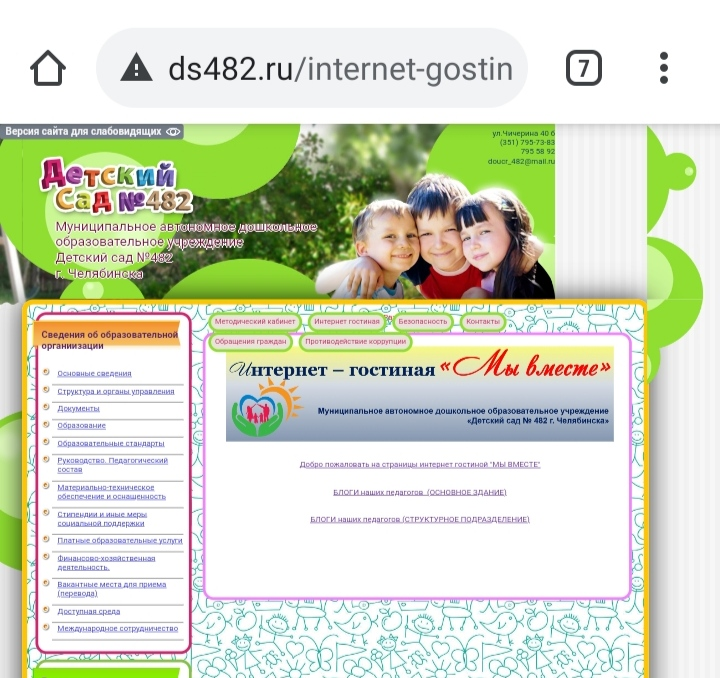 ds482.ru/internet-gostin
7
Версия сайта для слабовидящих
ул.Чичерина 40 б
(351) 795-73-83
795 58 92
doucr_482@mail.ru
Детский
Сад №482
Муниципальное автономное дошкольное
образовательное учреждение
Детский сад №482
г. Челябинска
Методический кабинет
Интернет гостиная
Безопасность
Контакты
Обращения граждан
Противодействие коррупции
Сведения об образовательной
организации
Основные сведения
Структура и органы управления
Документы
Образование
Образовательные стандарты
Руководство. Педагогический
состав
Материально-техническое
обеспечение и оснащенность
Стипендии и иные меры
социальной поддержки
Платные образовательные услуги
Финансово-хозяйственная
деятельность.
Вакантные места для приема
(перевода)
Доступная среда
Международное сотрудничество
Интернет – гостиная «Мы вместе»
Муниципальное автономное дошкольное образовательное учреждение
«Детский сад № 482 г. Челябинска»
Добро пожаловать на страницы интернет гостиной "МЫ ВМЕСТЕ"
БЛОГИ наших педагогов (ОСНОВНОЕ ЗДАНИЕ)
БЛОГИ наших педагогов (СТРУКТУРНОЕ ПОДРАЗДЕЛЕНИЕ)